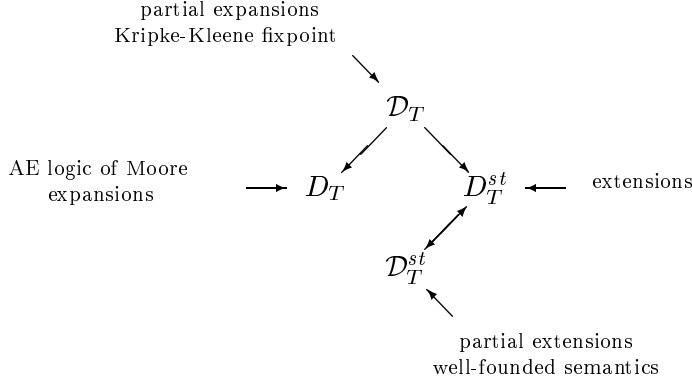 partial expansions
Kripke-Kleene fixpoint
𝒟_T
AE logic of Moore
expansions
D_T
D_T^{st}
extensions
𝒟_T^{st}
partial extensions
well-founded semantics